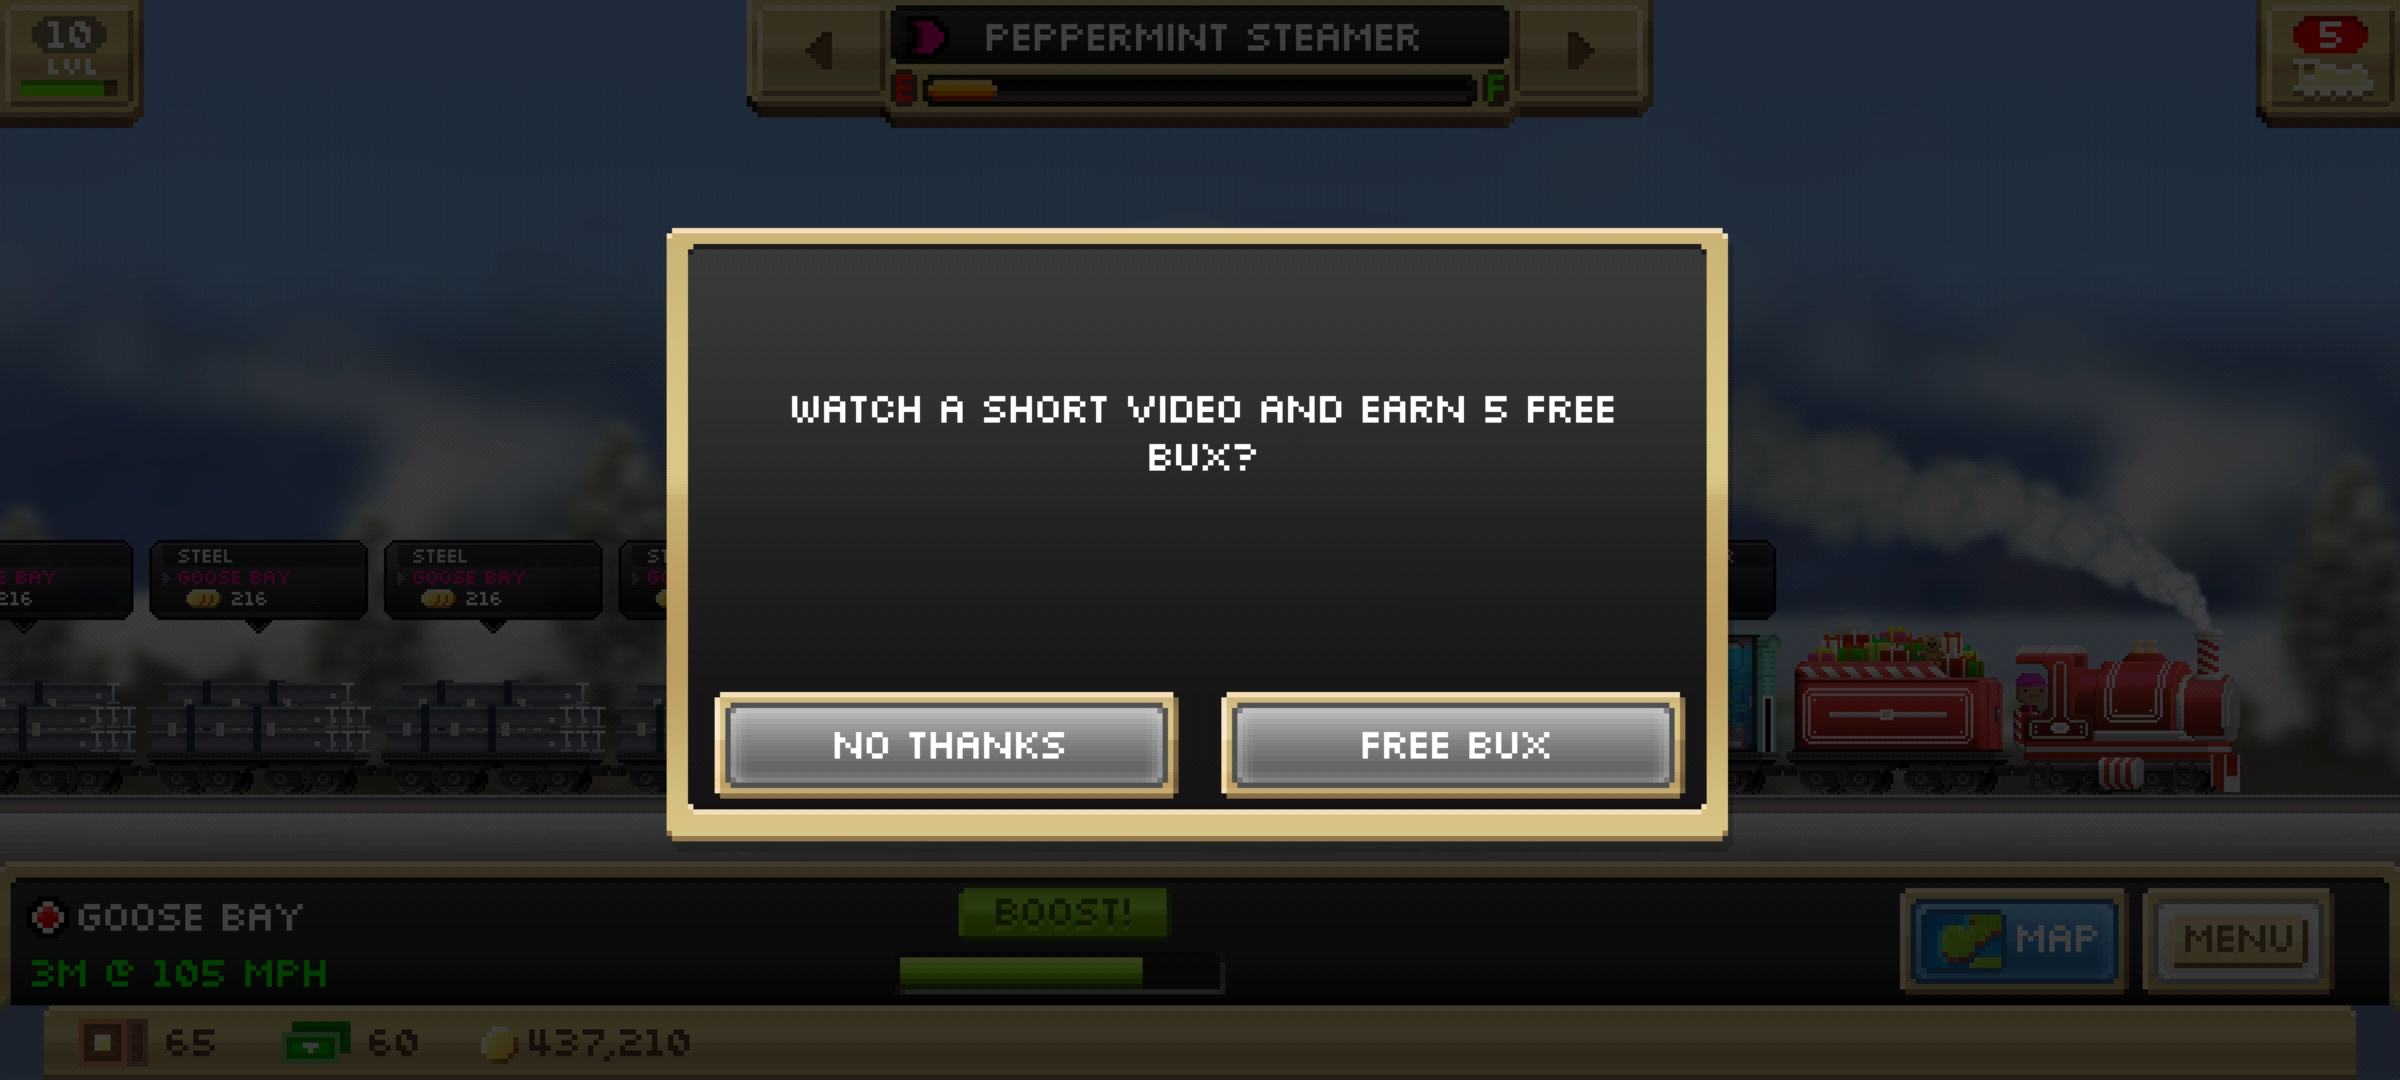 10
LVL
PEPPERMINT STEAMER
E F
5
WATCH A SHORT VIDEO AND EARN 5 FREE
BUX?
NO THANKS
FREE BUX
E BAY
216
STEEL
GOOSE BAY
216
STEEL
GOOSE BAY
216
ST
GO
GOOSE BAY
3M @ 105 MPH
BOOST!
MAP
MENU
65
60
437,210